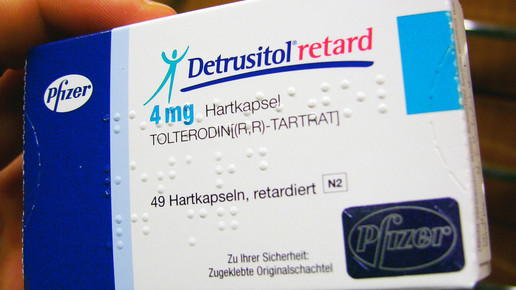 Pfizer
Detrusitol® retard
4 mg Hartkapsel
TOLTERODIN[(R,R)-TARTRAT]
49 Hartkapseln, retardiert N2
Pfizer
Zu Ihrer Sicherheit:
Zugeklebte Originalschachtel